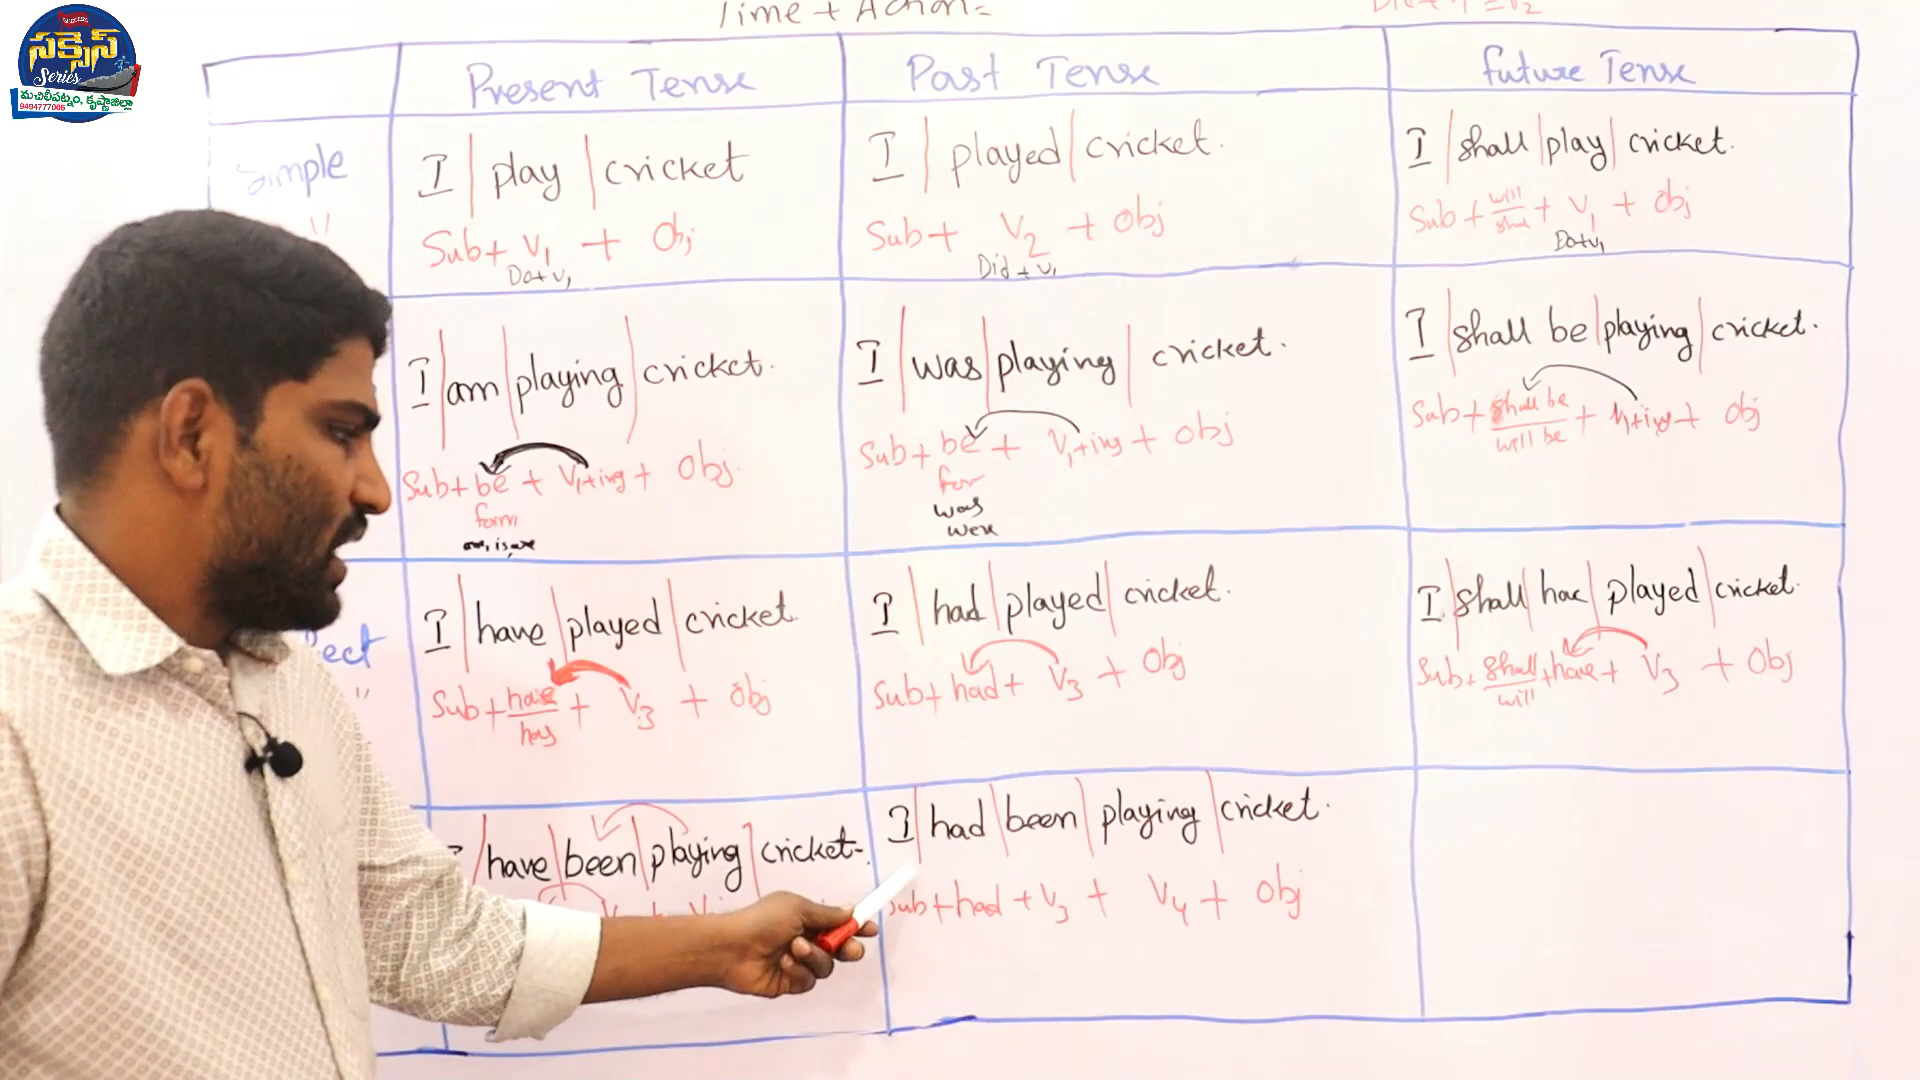 Success
సక్సెస్
Series
మచిలీపట్నం, కృష్ణాజిల్లా
9494777006
Time + Action =
Present Tense
Past Tense
future Tense
Simple
"
I | play | cricket
Sub + V1 + Obj
Do+V1
I | played | cricket.
Sub + V2 + Obj
Did + V1
I | shall | play | cricket.
Sub + will/shall + V1 + Obj
Do+V1
I | am | playing | cricket.
Sub + be + V1+ing + Obj
form
am, is, are
I | was | playing | cricket.
Sub + be + V1+ing + Obj
for
was
were
I | shall be | playing | cricket.
Sub + shall be/will be + V1+ing + Obj
ect
"
I | have | played | cricket.
Sub + have/has + V3 + Obj
I | had | played | cricket.
Sub + had + V3 + Obj
I | shall | hae | played | cricket.
Sub + shall/will + have + V3 + Obj
have | been | playing | cricket.
I | had | been | playing | cricket.
Sub + had + V3 + V4 + Obj